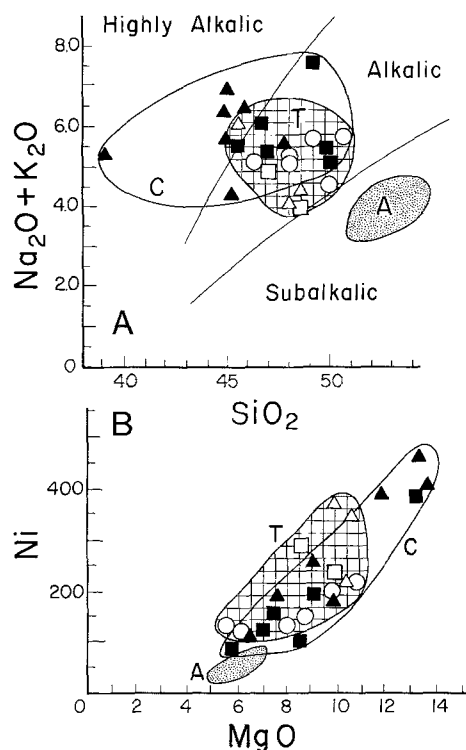 Highly Alkalic
8.0
Alkalic
T
6.0
C
4.0
A
2.0
Subalkalic
A
0
Na₂O + K₂O
40
45
50
SiO₂
B
400
T
C
200
A
0
Ni
0
2
4
6
8
10
12
14
MgO